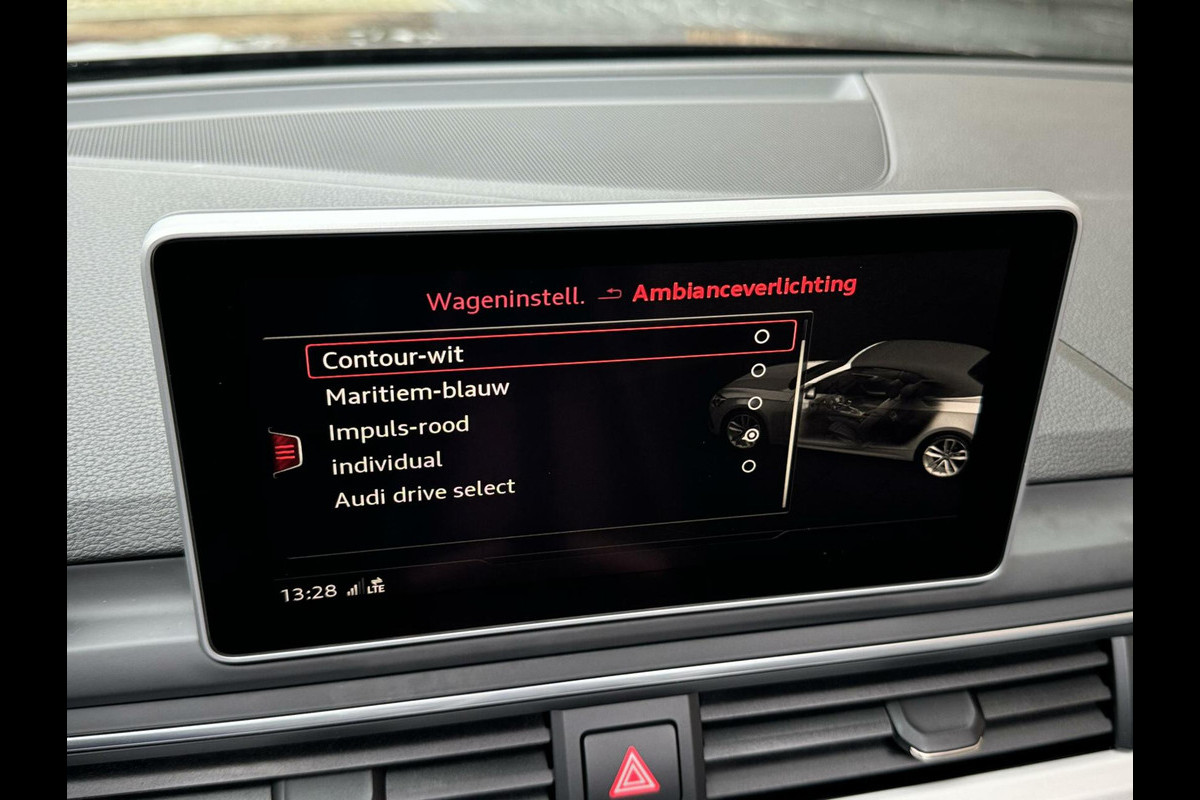 Wageninstell. Ambianceverlichting
Contour-wit
Maritiem-blauw
Impuls-rood
individual
Audi drive select
13:28 LTE